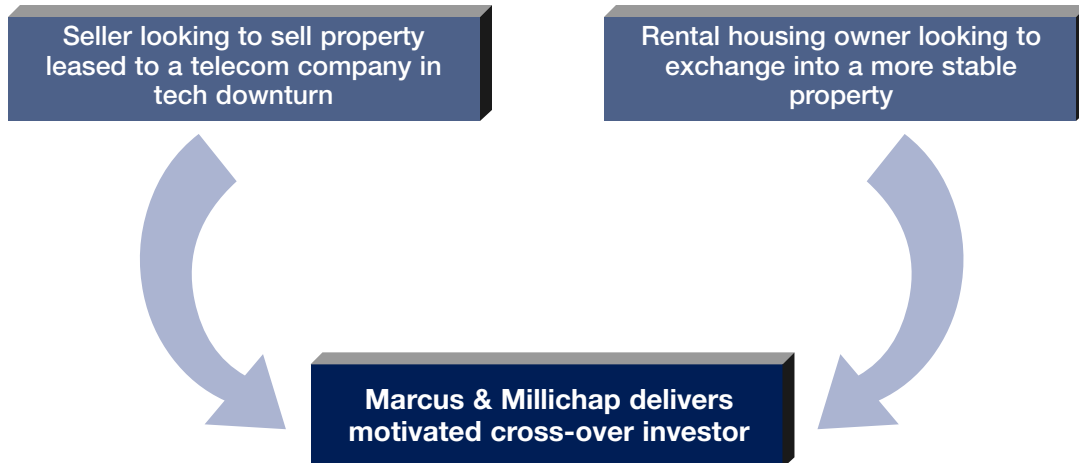 Seller looking to sell property
leased to a telecom company in
tech downturn
Rental housing owner looking to
exchange into a more stable
property
Marcus & Millichap delivers
motivated cross-over investor